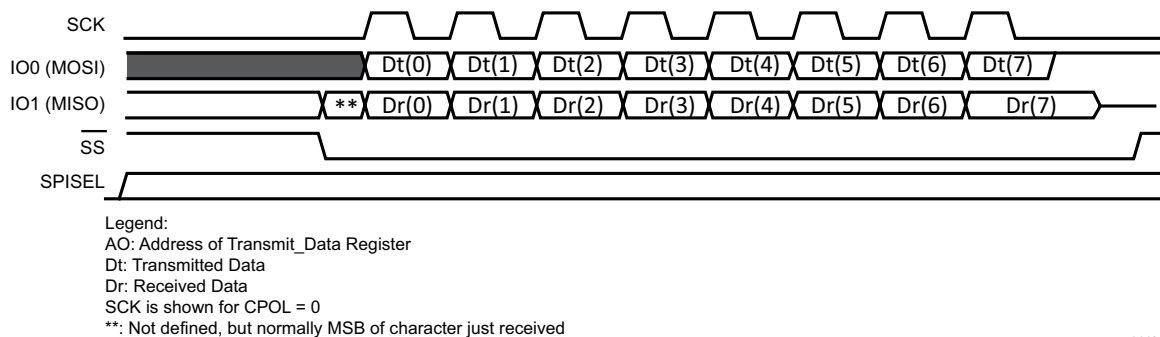 SCK
IO0 (MOSI) Dt(0) Dt(1) Dt(2) Dt(3) Dt(4) Dt(5) Dt(6) Dt(7)
IO1 (MISO) ** Dr(0) Dr(1) Dr(2) Dr(3) Dr(4) Dr(5) Dr(6) Dr(7)
SS
SPISEL
Legend:
AO: Address of Transmit_Data Register
Dt: Transmitted Data
Dr: Received Data
SCK is shown for CPOL = 0
**: Not defined, but normally MSB of character just received